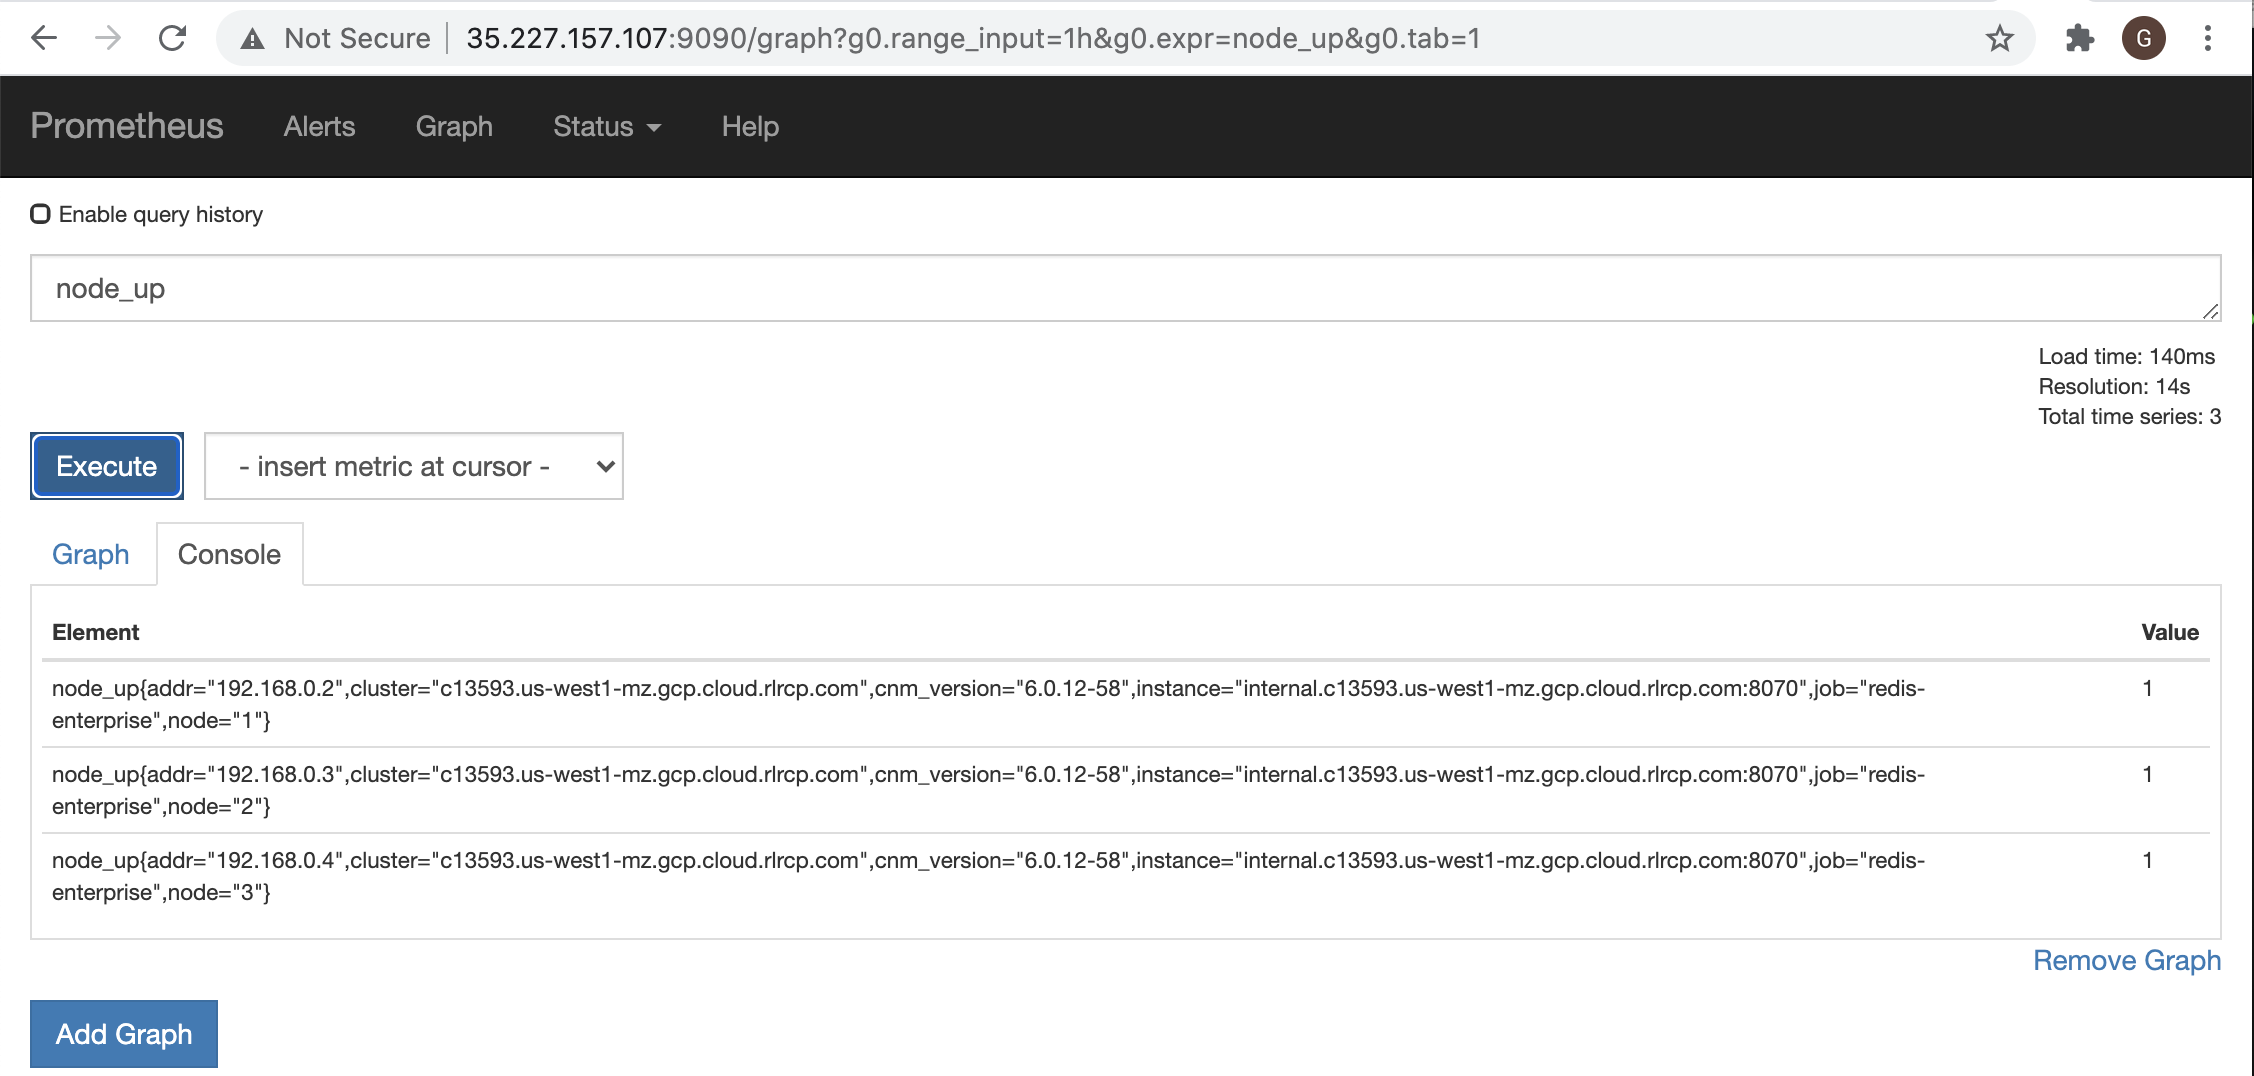 Not Secure 35.227.157.107:9090/graph?g0.range_input=1h&g0.expr=node_up&g0.tab=1
G
Prometheus Alerts Graph Status Help
Enable query history
node_up
Load time: 140ms
Resolution: 14s
Total time series: 3
Execute - insert metric at cursor -
Graph Console
Element Value
node_up{addr="192.168.0.2",cluster="c13593.us-west1-mz.gcp.cloud.rlrcp.com",cnm_version="6.0.12-58",instance="internal.c13593.us-west1-mz.gcp.cloud.rlrcp.com:8070",job="redis- 1
enterprise",node="1"}
node_up{addr="192.168.0.3",cluster="c13593.us-west1-mz.gcp.cloud.rlrcp.com",cnm_version="6.0.12-58",instance="internal.c13593.us-west1-mz.gcp.cloud.rlrcp.com:8070",job="redis- 1
enterprise",node="2"}
node_up{addr="192.168.0.4",cluster="c13593.us-west1-mz.gcp.cloud.rlrcp.com",cnm_version="6.0.12-58",instance="internal.c13593.us-west1-mz.gcp.cloud.rlrcp.com:8070",job="redis- 1
enterprise",node="3"}
Remove Graph
Add Graph